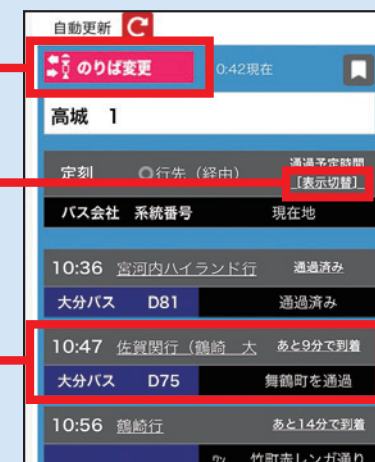 自動更新
のりば変更 0:42現在
高城 1
定刻 ◎行先（経由） 通過予定時間
[表示切替]
バス会社 系統番号 現在地
10:36 宮河内ハイランド行 通過済み
大分バス D81 通過済み
10:47 佐賀関行（鶴崎 大 あと9分で到着
大分バス D75 舞鶴町を通過
10:56 鶴崎行 あと14分で到着
竹町赤レンガ通り